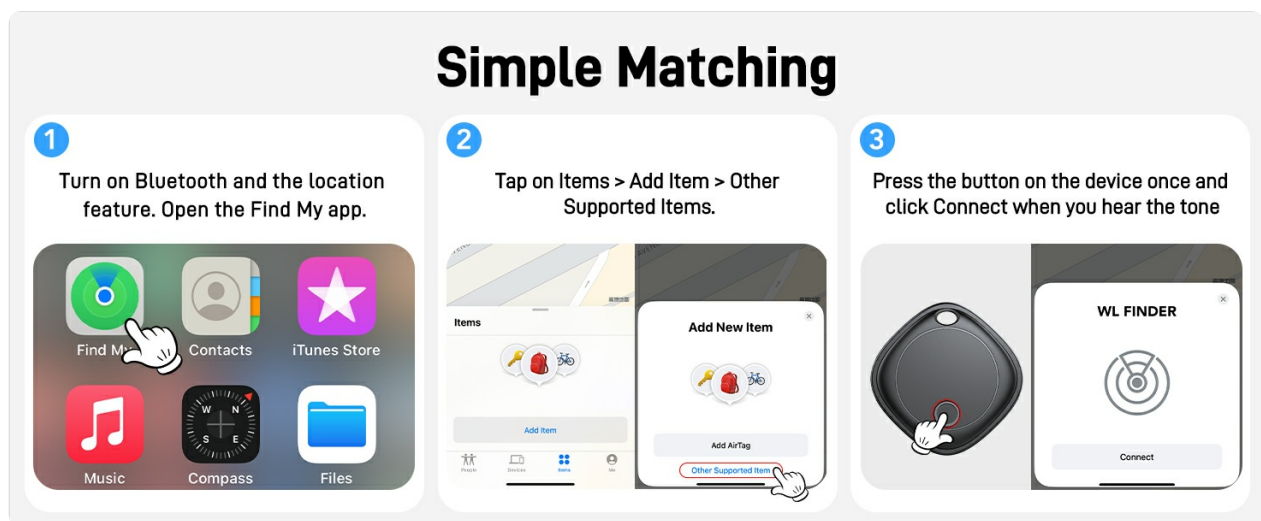 Simple Matching
1
Turn on Bluetooth and the location
feature. Open the Find My app.
Find My
Contacts
iTunes Store
W
N
S
E
Music
Compass
Files
2
Tap on Items > Add Item > Other
Supported Items.
Items
Add Item
People
Devices
Items
Me
Add New Item
Add AirTag
Other Supported Item
3
Press the button on the device once and
click Connect when you hear the tone
WL FINDER
Connect